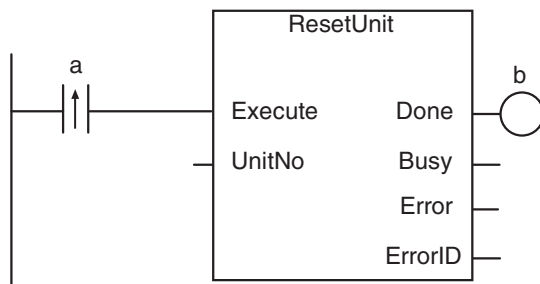 ResetUnit
a
b
Execute Done
UnitNo Busy
Error
ErrorID